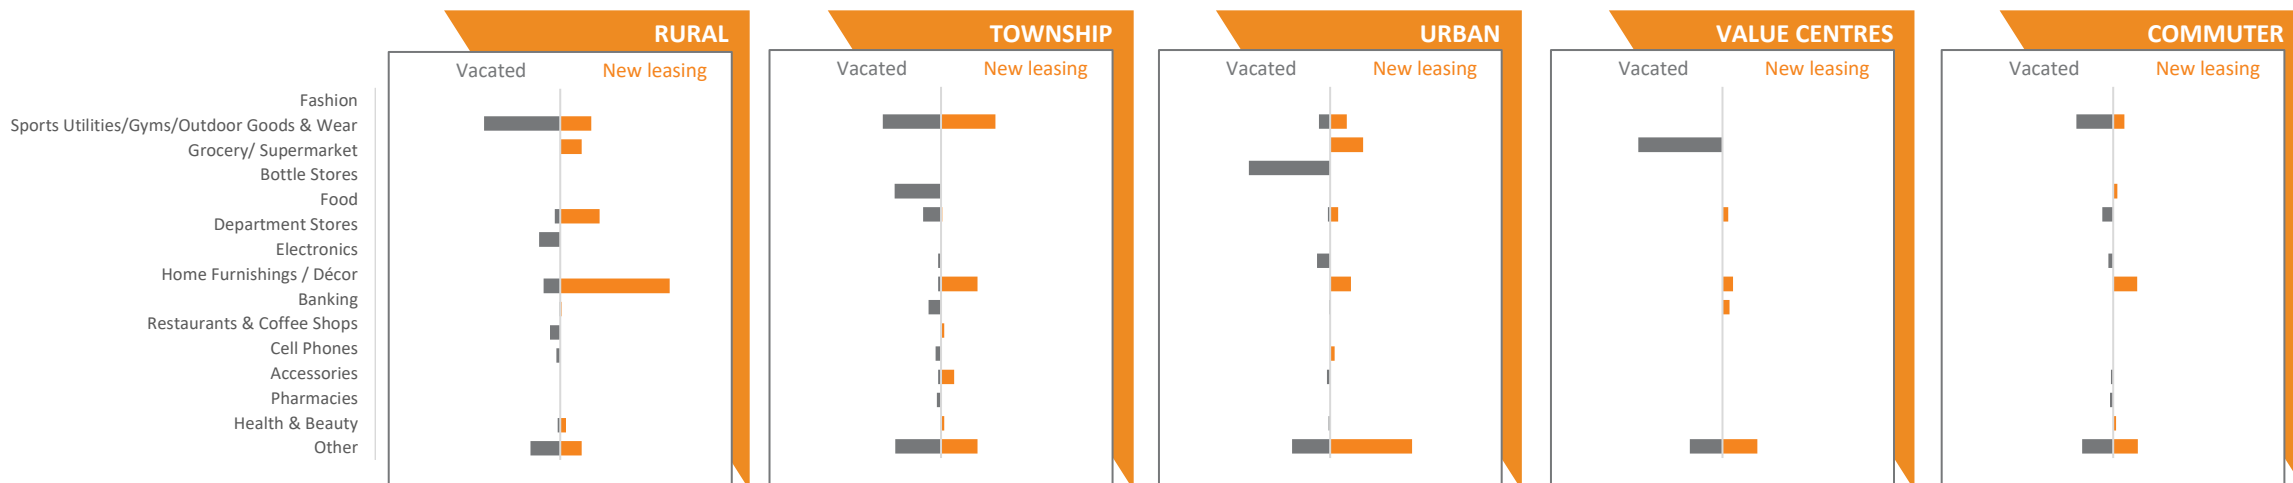 RURAL
TOWNSHIP
URBAN
VALUE CENTRES
COMMUTER
Vacated New leasing
Vacated New leasing
Vacated New leasing
Vacated New leasing
Vacated New leasing
Fashion
Sports Utilities/Gyms/Outdoor Goods & Wear
Grocery/ Supermarket
Bottle Stores
Food
Department Stores
Electronics
Home Furnishings / Décor
Banking
Restaurants & Coffee Shops
Cell Phones
Accessories
Pharmacies
Health & Beauty
Other